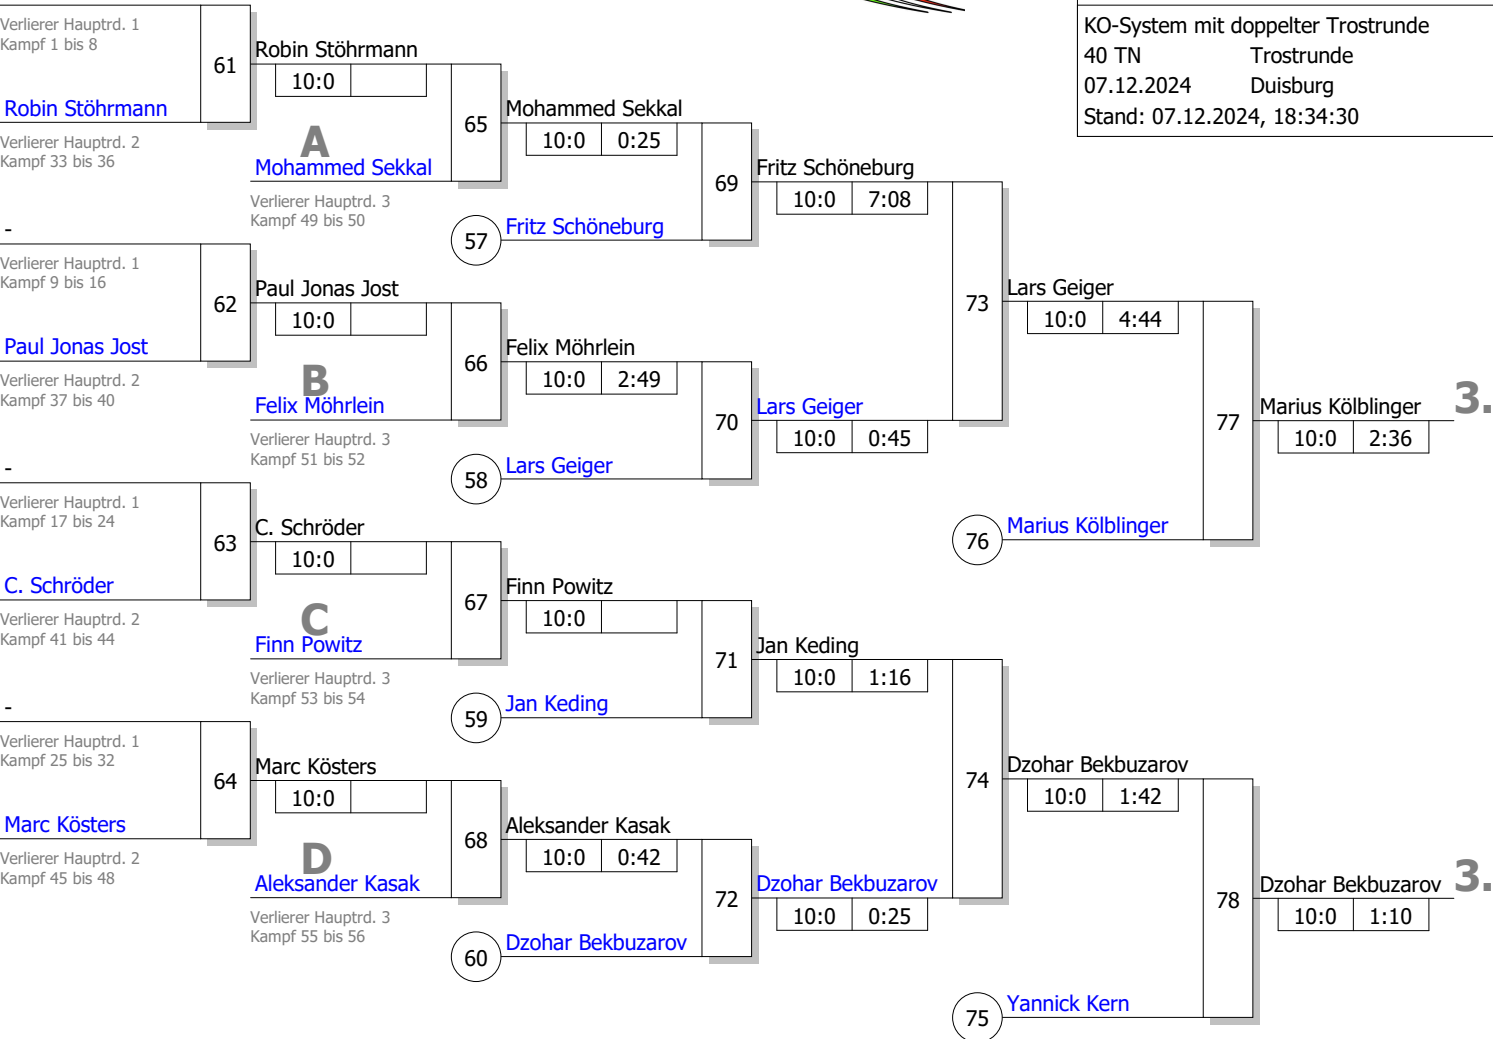 KO-System mit doppelter Trostrunde
40 TN Trostrunde
07.12.2024 Duisburg
Stand: 07.12.2024, 18:34:30
Verlierer Hauptrd. 1
Kampf 1 bis 8
61
Robin Stöhrmann
10:0
Robin Stöhrmann
Verlierer Hauptrd. 2
Kampf 33 bis 36
A
Mohammed Sekkal
Verlierer Hauptrd. 3
Kampf 49 bis 50
65
Mohammed Sekkal
10:0 0:25
57
Fritz Schöneburg
69
Fritz Schöneburg
10:0 7:08
-
Verlierer Hauptrd. 1
Kampf 9 bis 16
62
Paul Jonas Jost
10:0
Paul Jonas Jost
Verlierer Hauptrd. 2
Kampf 37 bis 40
B
Felix Möhrlein
Verlierer Hauptrd. 3
Kampf 51 bis 52
66
Felix Möhrlein
10:0 2:49
58
Lars Geiger
70
Lars Geiger
10:0 0:45
73
Lars Geiger
10:0 4:44
76
Marius Kölblinger
77
Marius Kölblinger
10:0 2:36
3.
-
Verlierer Hauptrd. 1
Kampf 17 bis 24
63
C. Schröder
10:0
C. Schröder
Verlierer Hauptrd. 2
Kampf 41 bis 44
C
Finn Powitz
Verlierer Hauptrd. 3
Kampf 53 bis 54
67
Finn Powitz
10:0
59
Jan Keding
71
Jan Keding
10:0 1:16
-
Verlierer Hauptrd. 1
Kampf 25 bis 32
64
Marc Kösters
10:0
Marc Kösters
Verlierer Hauptrd. 2
Kampf 45 bis 48
D
Aleksander Kasak
Verlierer Hauptrd. 3
Kampf 55 bis 56
68
Aleksander Kasak
10:0 0:42
60
Dzohar Bekbuzarov
72
Dzohar Bekbuzarov
10:0 0:25
74
Dzohar Bekbuzarov
10:0 1:42
75
Yannick Kern
78
Dzohar Bekbuzarov
10:0 1:10
3.